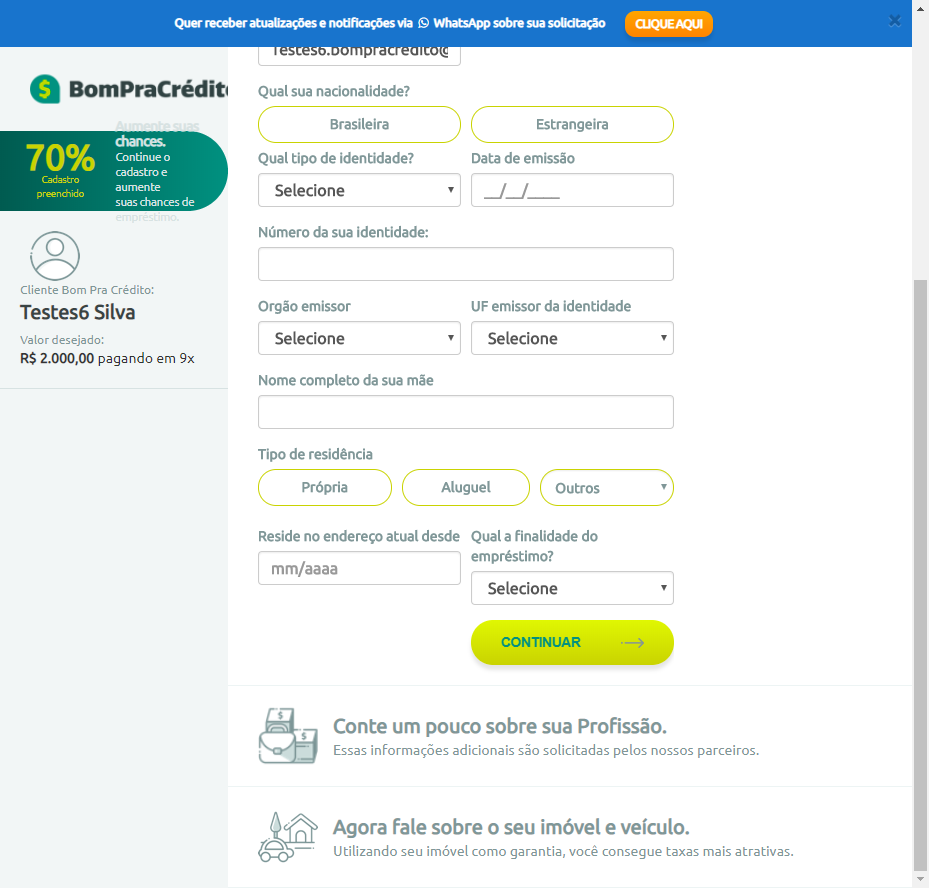 Quer receber atualizações e notificações via WhatsApp sobre sua solicitação
CLIQUE AQUI
Testes6.bompracredito@
BomPraCrédito
70%
Cadastro
preenchido
Aumente suas
chances.
Continue o
cadastro e
aumente
suas chances de
empréstimo.
Cliente Bom Pra Crédito:
Testes6 Silva
Valor desejado:
R$ 2.000,00 pagando em 9x
Qual sua nacionalidade?
Brasileira
Estrangeira
Qual tipo de identidade?
Data de emissão
Selecione
__/__/____
Número da sua identidade:
Orgão emissor
UF emissor da identidade
Selecione
Selecione
Nome completo da sua mãe
Tipo de residência
Própria
Aluguel
Outros
Reside no endereço atual desde
Qual a finalidade do
empréstimo?
mm/aaaa
Selecione
CONTINUAR
Conte um pouco sobre sua Profissão.
Essas informações adicionais são solicitadas pelos nossos parceiros.
Agora fale sobre o seu imóvel e veículo.
Utilizando seu imóvel como garantia, você consegue taxas mais atrativas.